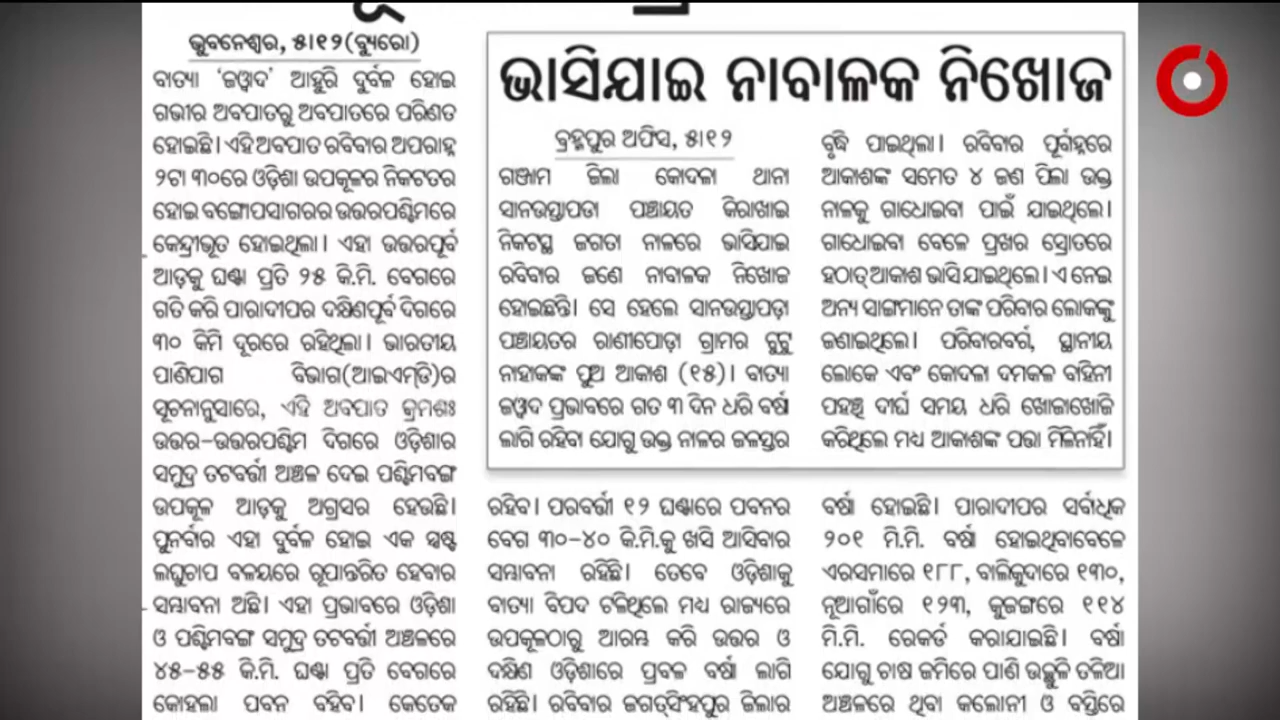 ଭୁବନେଶ୍ୱର, ୫।୧୨(ବ୍ୟୁରୋ)
ବାତ୍ୟା ‘ଜୱାଦ’ ଆହୁରି ଦୁର୍ବଳ ହୋଇ
ଗଭୀର ଅବପାତରୁ ଅବପାତରେ ପରିଣତ
ହୋଇଛି। ଏହି ଅବପାତ ରବିବାର ଅପରାହ୍ନ
୨ଟା ୩୦ରେ ଓଡ଼ିଶା ଉପକୂଳର ନିକଟତର
ହୋଇ ବଙ୍ଗୋପସାଗରର ଉତ୍ତରପଶ୍ଚିମରେ
କେନ୍ଦ୍ରୀଭୂତ ହୋଇଥିଲା। ଏହା ଉତ୍ତରପୂର୍ବ
ଆଡ଼କୁ ଘଣ୍ଟା ପ୍ରତି ୨୫ କି.ମି. ବେଗରେ
ଗତି କରି ପାରାଦୀପର ଦକ୍ଷିଣପୂର୍ବ ଦିଗରେ
୩୦ କିମି ଦୂରରେ ରହିଥିଲା। ଭାରତୀୟ
ପାଣିପାଗ ବିଭାଗ(ଆଇଏମ୍‌ଡି)ର
ସୂଚନାନୁସାରେ, ଏହି ଅବପାତ କ୍ରମଶଃ
ଉତ୍ତର-ଉତ୍ତରପଶ୍ଚିମ ଦିଗରେ ଓଡ଼ିଶାର
ସମୁଦ୍ର ତଟବର୍ତ୍ତୀ ଅଞ୍ଚଳ ଦେଇ ପଶ୍ଚିମବଙ୍ଗ
ଉପକୂଳ ଆଡ଼କୁ ଅଗ୍ରସର ହେଉଛି।
ପୁନର୍ବାର ଏହା ଦୁର୍ବଳ ହୋଇ ଏକ ସ୍ପଷ୍ଟ
ଲଘୁଚାପ ବଳୟରେ ରୂପାନ୍ତରିତ ହେବାର
ସମ୍ଭାବନା ଅଛି। ଏହା ପ୍ରଭାବରେ ଓଡ଼ିଶା
ଓ ପଶ୍ଚିମବଙ୍ଗ ସମୁଦ୍ର ତଟବର୍ତ୍ତୀ ଅଞ୍ଚଳରେ
୪୫-୫୫ କି.ମି. ଘଣ୍ଟା ପ୍ରତି ବେଗରେ
କୋହଲା ପବନ ବହିବ। କେତେକ
ଭାସିଯାଇ ନାବାଳକ ନିଖୋଜ
ବ୍ରହ୍ମପୁର ଅଫିସ, ୫।୧୨
ଗଞ୍ଜାମ ଜିଲା କୋଦଳା ଥାନା
ସାନଉସ୍ତାପଡା ପଞ୍ଚାୟତ କିରାଖାଇ
ନିକଟସ୍ଥ ଜଗତୀ ନାଳରେ ଭାସିଯାଇ
ରବିବାର ଜଣେ ନାବାଳକ ନିଖୋଜ
ହୋଇଛନ୍ତି। ସେ ହେଲେ ସାନଉସ୍ତାପଡ଼ା
ପଞ୍ଚାୟତର ରାଣୀପୋଡ଼ା ଗ୍ରାମର ଟୁଟୁ
ନାହାକଙ୍କ ପୁଅ ଆକାଶ (୧୫)। ବାତ୍ୟା
ଜୱାଦ ପ୍ରଭାବରେ ଗତ ୩ ଦିନ ଧରି ବର୍ଷା
ଲାଗି ରହିବା ଯୋଗୁ ଉକ୍ତ ନାଳର ଜଳସ୍ତର
ବୃଦ୍ଧି ପାଇଥିଲା। ରବିବାର ପୂର୍ବାହ୍ନରେ
ଆକାଶଙ୍କ ସମେତ ୪ ଜଣ ପିଲା ଉକ୍ତ
ନାଳକୁ ଗାଧୋଇବା ପାଇଁ ଯାଇଥିଲେ।
ଗାଧୋଇବା ବେଳେ ପ୍ରଖର ସ୍ରୋତରେ
ହଠାତ୍ ଆକାଶ ଭାସି ଯାଇଥିଲେ। ଏ ନେଇ
ଅନ୍ୟ ସାଙ୍ଗମାନେ ତାଙ୍କ ପରିବାର ଲୋକଙ୍କୁ
ଜଣାଇଥିଲେ। ପରିବାରବର୍ଗ, ସ୍ଥାନୀୟ
ଲୋକେ ଏବଂ କୋଦଳା ଦମକଳ ବାହିନୀ
ପହଞ୍ଚି ଦୀର୍ଘ ସମୟ ଧରି ଖୋଜାଖୋଜି
କରିଥିଲେ ମଧ୍ୟ ଆକାଶଙ୍କ ପତ୍ତା ମିଳିନାହିଁ।
ରହିବ। ପରବର୍ତ୍ତୀ ୧୨ ଘଣ୍ଟାରେ ପବନର
ବେଗ ୩୦-୪୦ କି.ମି.କୁ ଖସି ଆସିବାର
ସମ୍ଭାବନା ରହିଛି। ତେବେ ଓଡ଼ିଶାକୁ
ବାତ୍ୟା ବିପଦ ଟଳିଥିଲେ ମଧ୍ୟ ରାଜ୍ୟରେ
ଉପକୂଳଠାରୁ ଆରମ୍ଭ କରି ଉତ୍ତର ଓ
ଦକ୍ଷିଣ ଓଡ଼ିଶାରେ ପ୍ରବଳ ବର୍ଷା ଲାଗି
ରହିଛି। ରବିବାର ଜଗତ୍‌ସିଂହପୁର ଜିଲାର
ବର୍ଷା ହୋଇଛି। ପାରାଦୀପର ସର୍ବାଧିକ
୨୦୧ ମି.ମି. ବର୍ଷା ହୋଇଥିବାବେଳେ
ଏରସମାରେ ୧୮୮, ବାଲିକୁଦାରେ ୧୩୦,
ନୂଆଗାଁରେ ୧୨୩, କୁଜଙ୍ଗରେ ୧୧୪
ମି.ମି. ରେକର୍ଡ କରାଯାଇଛି। ବର୍ଷା
ଯୋଗୁ ଚାଷ ଜମିରେ ପାଣି ଉଚ୍ଛୁଳି ତଳିଆ
ଅଞ୍ଚଳରେ ଥିବା କଲୋନୀ ଓ ବସ୍ତିରେ